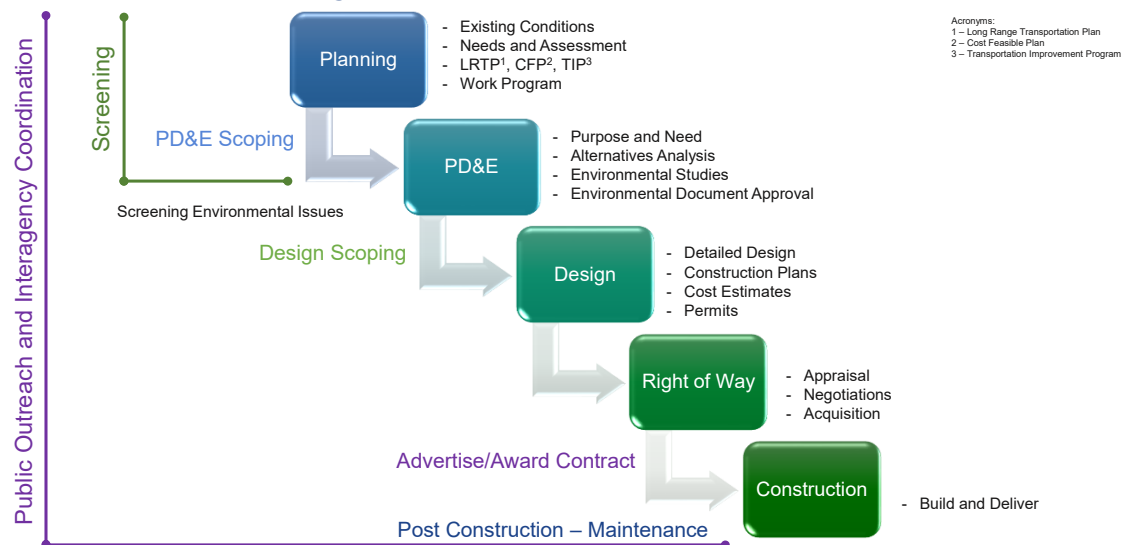 Acronyms:
1 – Long Range Transportation Plan
2 – Cost Feasible Plan
3 – Transportation Improvement Program
Public Outreach and Interagency Coordination
Screening
Planning
- Existing Conditions
- Needs and Assessment
- LRTP¹, CFP², TIP³
- Work Program
PD&E Scoping
Screening Environmental Issues
PD&E
- Purpose and Need
- Alternatives Analysis
- Environmental Studies
- Environmental Document Approval
Design Scoping
Design
- Detailed Design
- Construction Plans
- Cost Estimates
- Permits
Right of Way
- Appraisal
- Negotiations
- Acquisition
Advertise/Award Contract
Construction
- Build and Deliver
Post Construction – Maintenance